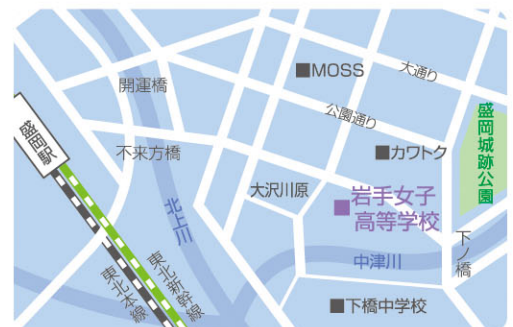 MOSS
大通り
開運橋
公園通り
盛岡城跡公園
盛岡駅
不来方橋
カワトク
大沢川原
岩手女子
高等学校
北上川
下ノ橋
中津川
東北本線
東北新幹線
下橋中学校